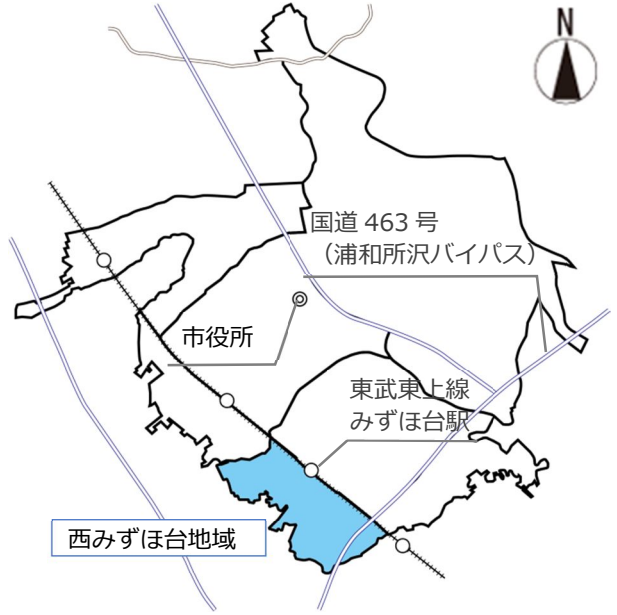 N
国道 463 号
（浦和所沢バイパス）
市役所
東武東上線
みずほ台駅
西みずほ台地域